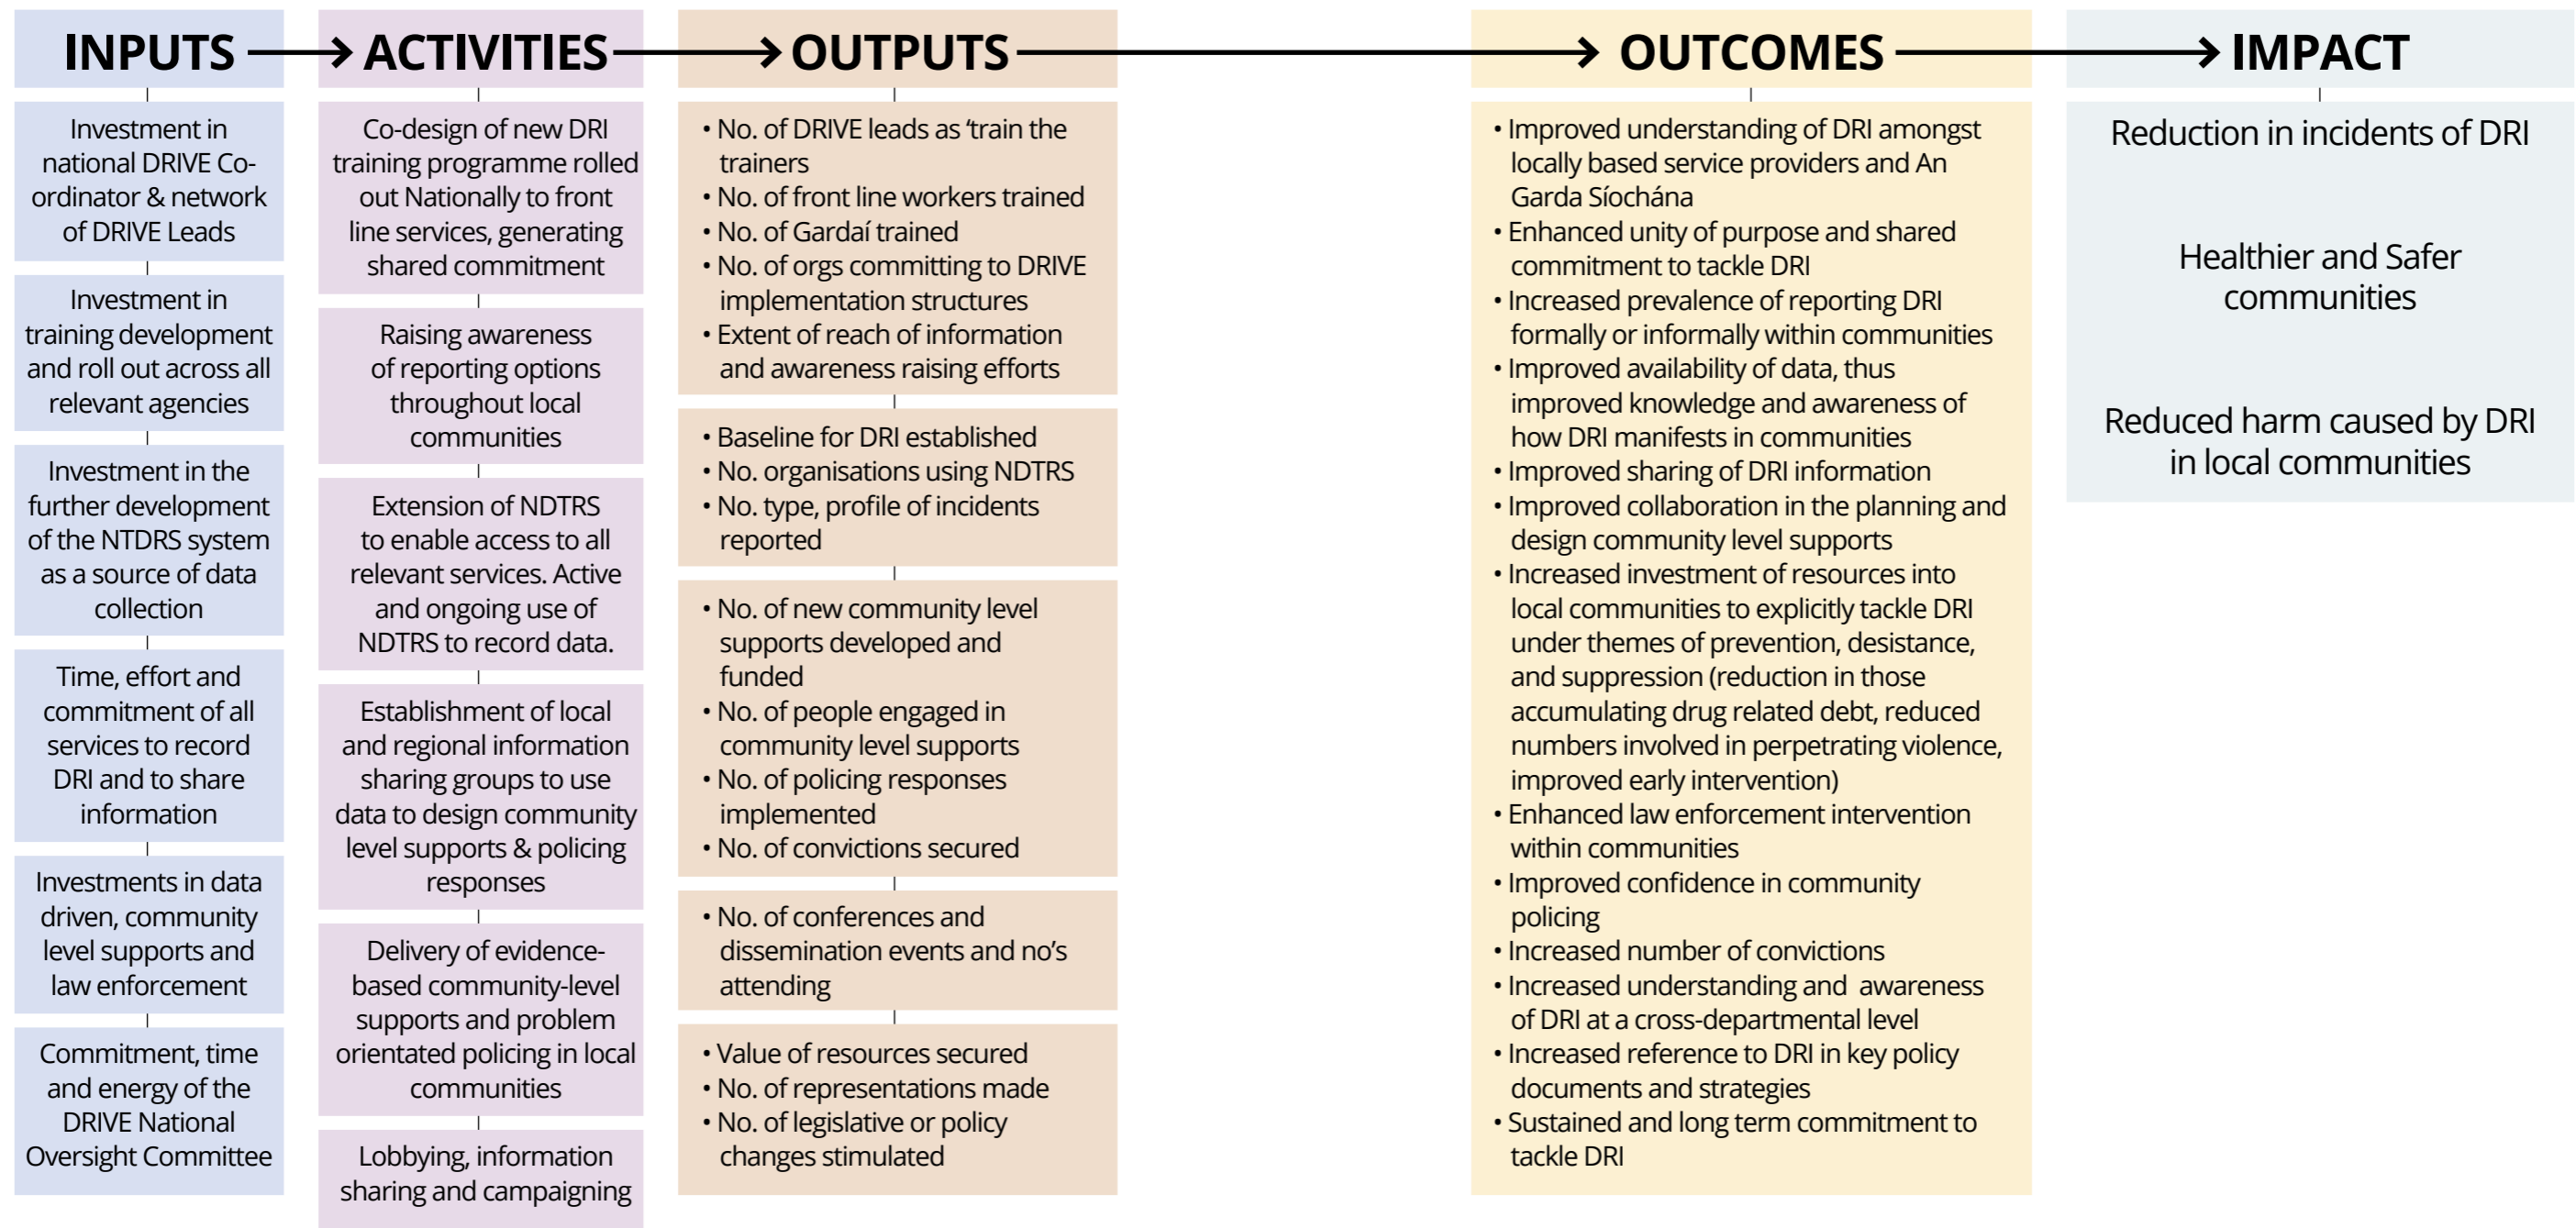 INPUTS
Investment in
national DRIVE Co-
ordinator & network
of DRIVE Leads
Investment in
training development
and roll out across all
relevant agencies
Investment in the
further development
of the NTDRS system
as a source of data
collection
Time, effort and
commitment of all
services to record
DRI and to share
information
Investments in data
driven, community
level supports and
law enforcement
Commitment, time
and energy of the
DRIVE National
Oversight Committee
ACTIVITIES
Co-design of new DRI
training programme rolled
out Nationally to front
line services, generating
shared commitment
Raising awareness
of reporting options
throughout local
communities
Extension of NDTRS
to enable access to all
relevant services. Active
and ongoing use of
NDTRS to record data.
Establishment of local
and regional information
sharing groups to use
data to design community
level supports & policing
responses
Delivery of evidence-
based community-level
supports and problem
orientated policing in local
communities
Lobbying, information
sharing and campaigning
OUTPUTS
• No. of DRIVE leads as ‘train the
trainers
• No. of front line workers trained
• No. of Gardaí trained
• No. of orgs committing to DRIVE
implementation structures
• Extent of reach of information
and awareness raising efforts
• Baseline for DRI established
• No. organisations using NDTRS
• No. type, profile of incidents
reported
• No. of new community level
supports developed and
funded
• No. of people engaged in
community level supports
• No. of policing responses
implemented
• No. of convictions secured
• No. of conferences and
dissemination events and no’s
attending
• Value of resources secured
• No. of representations made
• No. of legislative or policy
changes stimulated
OUTCOMES
• Improved understanding of DRI amongst
locally based service providers and An
Garda Síochána
• Enhanced unity of purpose and shared
commitment to tackle DRI
• Increased prevalence of reporting DRI
formally or informally within communities
• Improved availability of data, thus
improved knowledge and awareness of
how DRI manifests in communities
• Improved sharing of DRI information
• Improved collaboration in the planning and
design community level supports
• Increased investment of resources into
local communities to explicitly tackle DRI
under themes of prevention, desistance,
and suppression (reduction in those
accumulating drug related debt, reduced
numbers involved in perpetrating violence,
improved early intervention)
• Enhanced law enforcement intervention
within communities
• Improved confidence in community
policing
• Increased number of convictions
• Increased understanding and awareness
of DRI at a cross-departmental level
• Increased reference to DRI in key policy
documents and strategies
• Sustained and long term commitment to
tackle DRI
IMPACT
Reduction in incidents of DRI
Healthier and Safer
communities
Reduced harm caused by DRI
in local communities